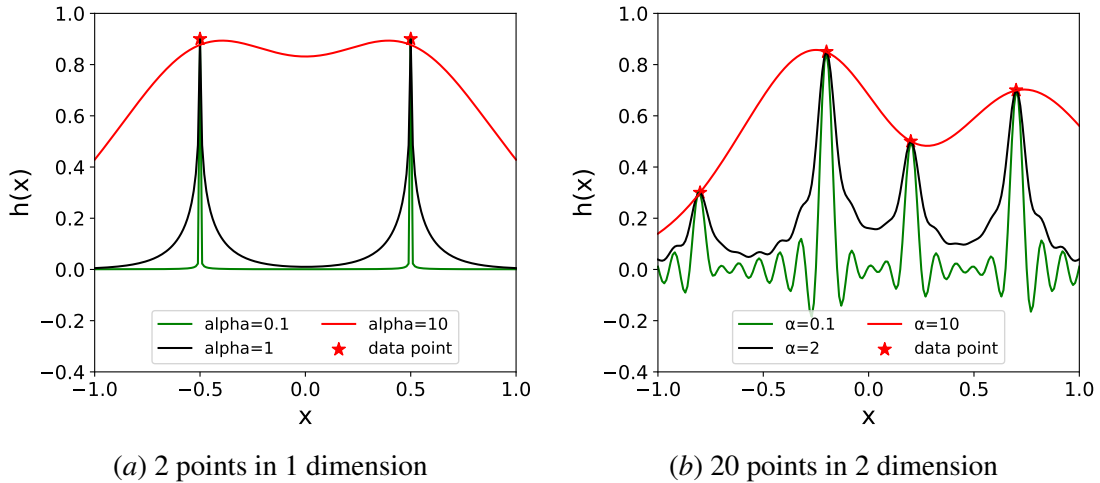 1.0
0.8
0.6
0.4
0.2
0.0
−0.2
−0.4
h(x)
−1.0 −0.5 0.0 0.5 1.0
x
alpha=0.1 alpha=10
alpha=1 data point
(a) 2 points in 1 dimension
1.0
0.8
0.6
0.4
0.2
0.0
−0.2
−0.4
h(x)
−1.0 −0.5 0.0 0.5 1.0
x
α=0.1 α=10
α=2 data point
(b) 20 points in 2 dimension